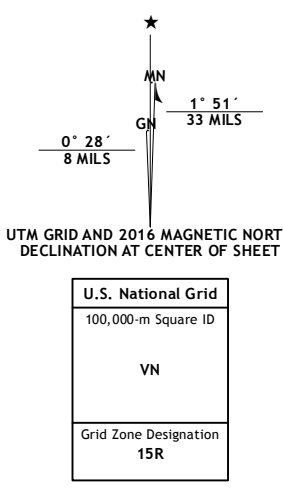 MN
1° 51´
33 MILS
GN
0° 28´
8 MILS
UTM GRID AND 2016 MAGNETIC NORT
DECLINATION AT CENTER OF SHEET
U.S. National Grid
100,000-m Square ID
VN
Grid Zone Designation
15R